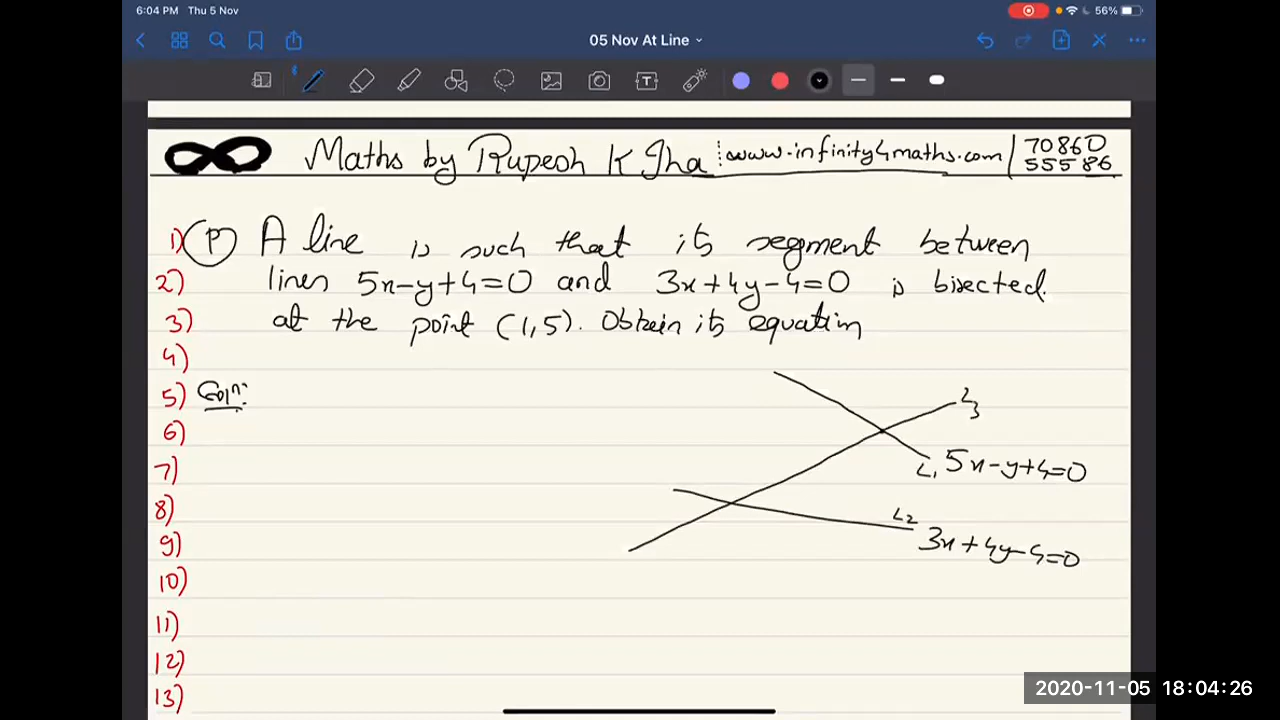 6:04 PM Thu 5 Nov
56%
05 Nov At Line
T
Maths by Rupesh K Jha www.infinity4maths.com 70860 55586
1) (P) A line is such that its segment between
2) lines 5x-y+4=0 and 3x+4y-4=0 is bisected.
3) at the point (1,5). Obtain its equation
4)
5) Soln:
6)
7)
8)
9)
10)
11)
12)
13)
L3
L1 5x-y+4=0
L2 3x+4y-4=0
2020-11-05 18:04:26